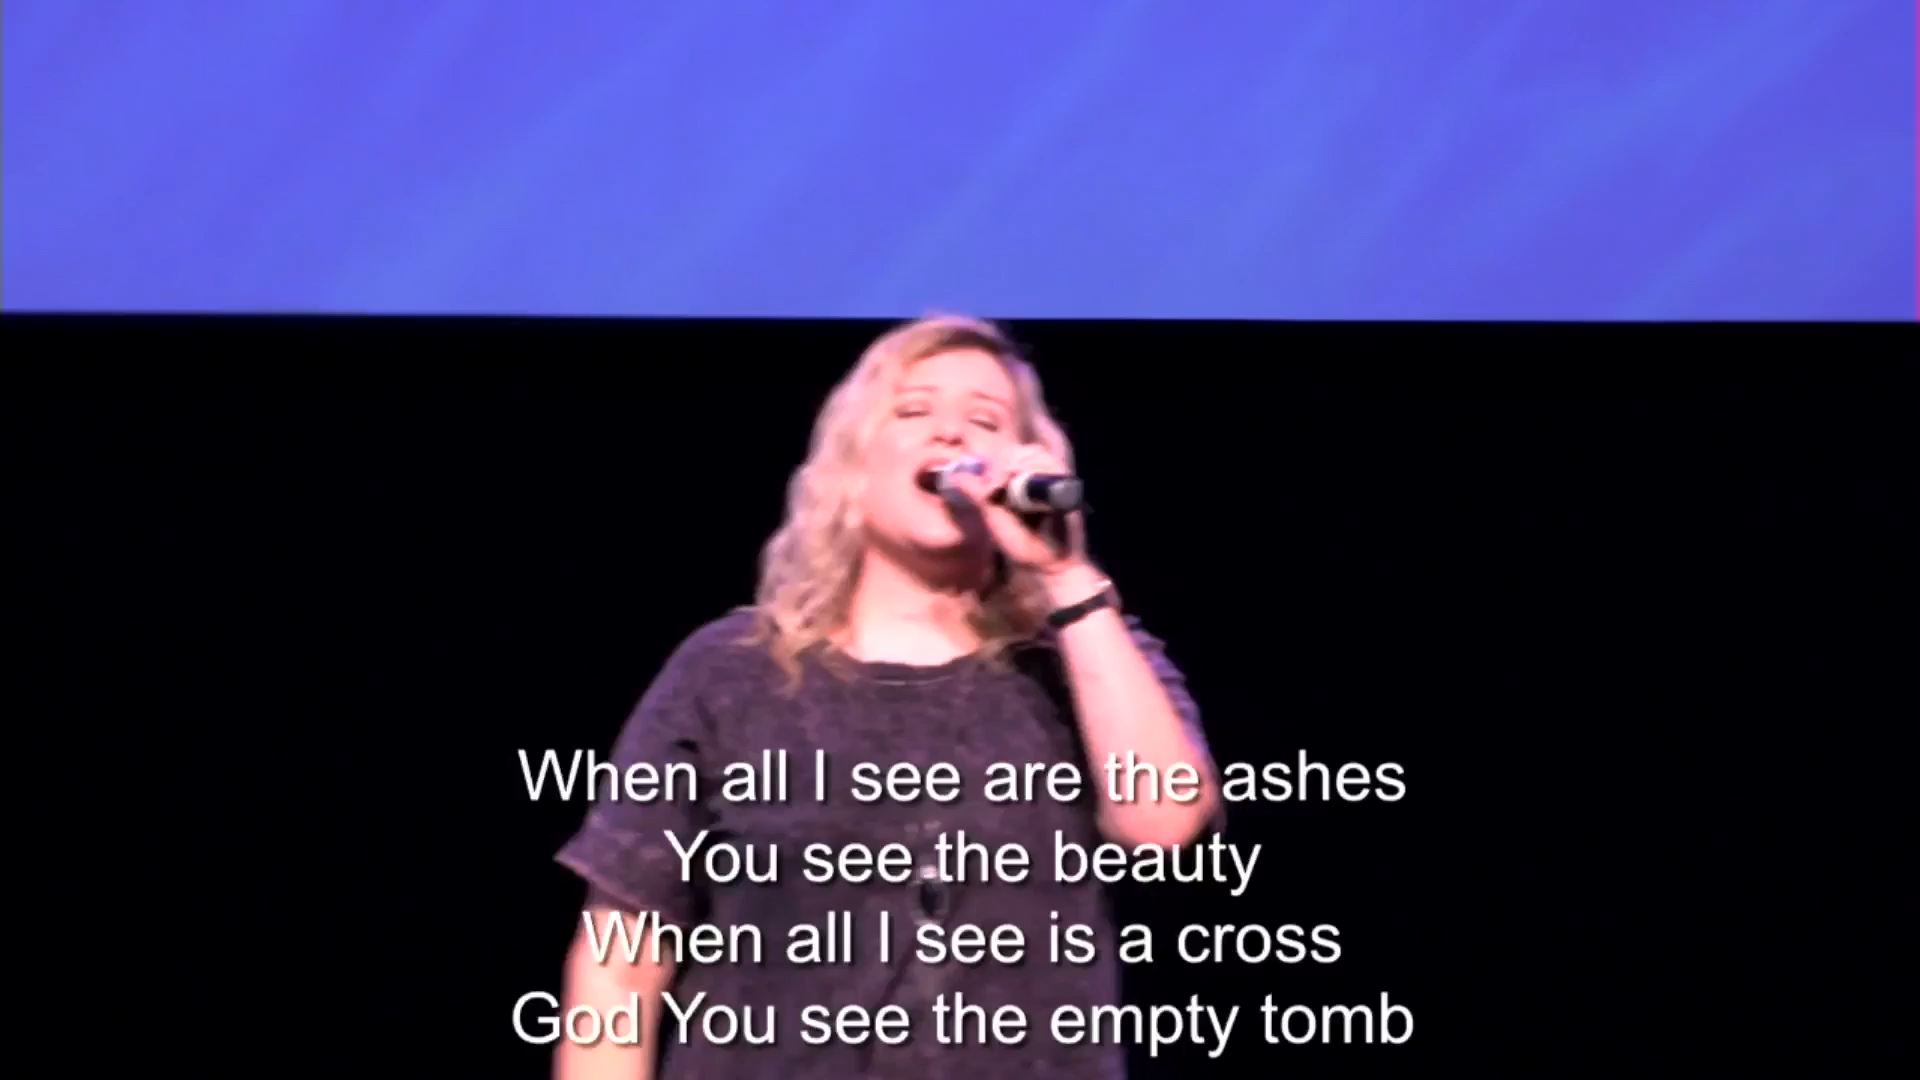 When all I see are the ashes
You see the beauty
When all I see is a cross
God You see the empty tomb